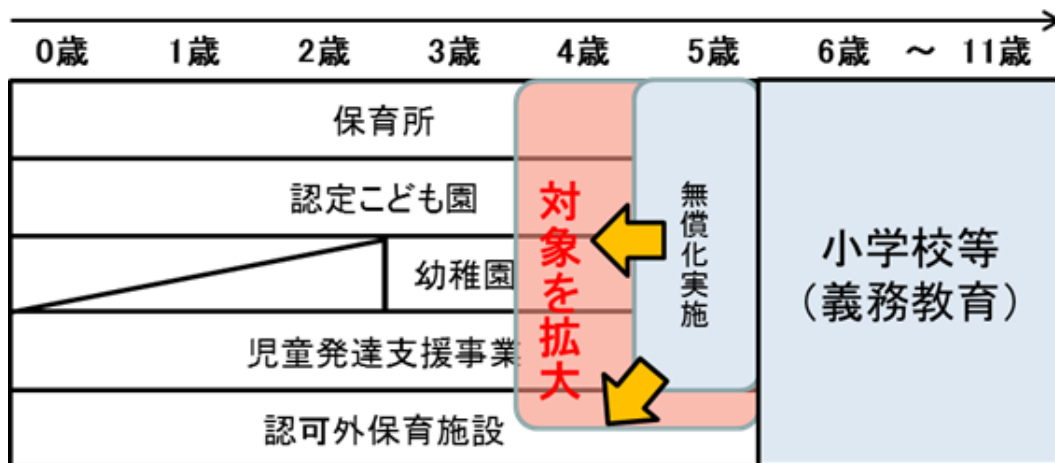 0歳 1歳 2歳 3歳 4歳 5歳 6歳 ～ 11歳
保育所
認定こども園
幼稚園
児童発達支援事業
認可外保育施設
対象を拡大
無償化実施
小学校等
（義務教育）